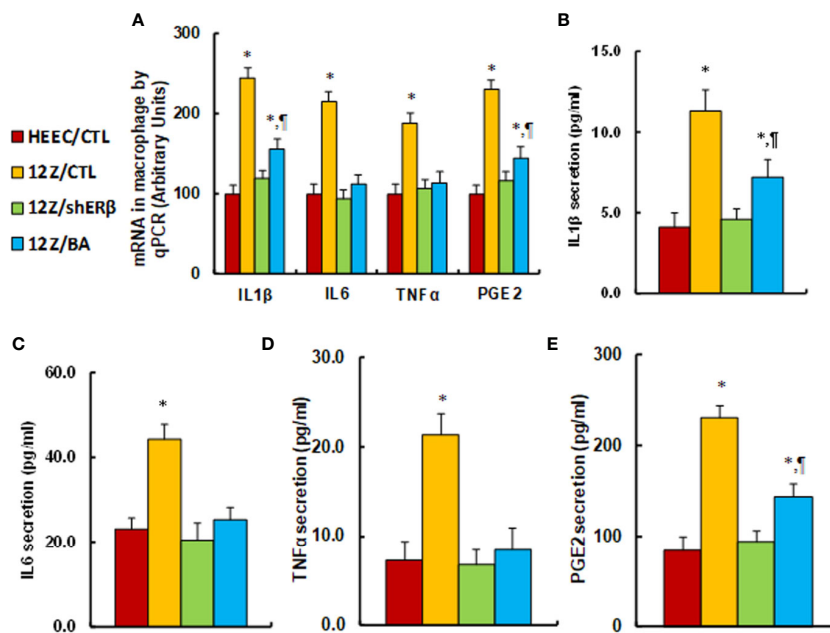 A
mRNA in macrophage by
qPCR (Arbitrary Units)
300
200
100
0
*
*,¶
*
*
*
*,¶
IL1β
IL6
TNFα
PGE2
HEEC/CTL
12Z/CTL
12Z/shERβ
12Z/BA
B
IL1β secretion (pg/ml)
15.0
10.0
5.0
0.0
*
*,¶
C
IL6 secretion (pg/ml)
60.0
40.0
20.0
0.0
*
D
TNFα secretion (pg/ml)
30.0
20.0
10.0
0.0
*
E
PGE2 secretion (pg/ml)
300
200
100
0
*
*,¶